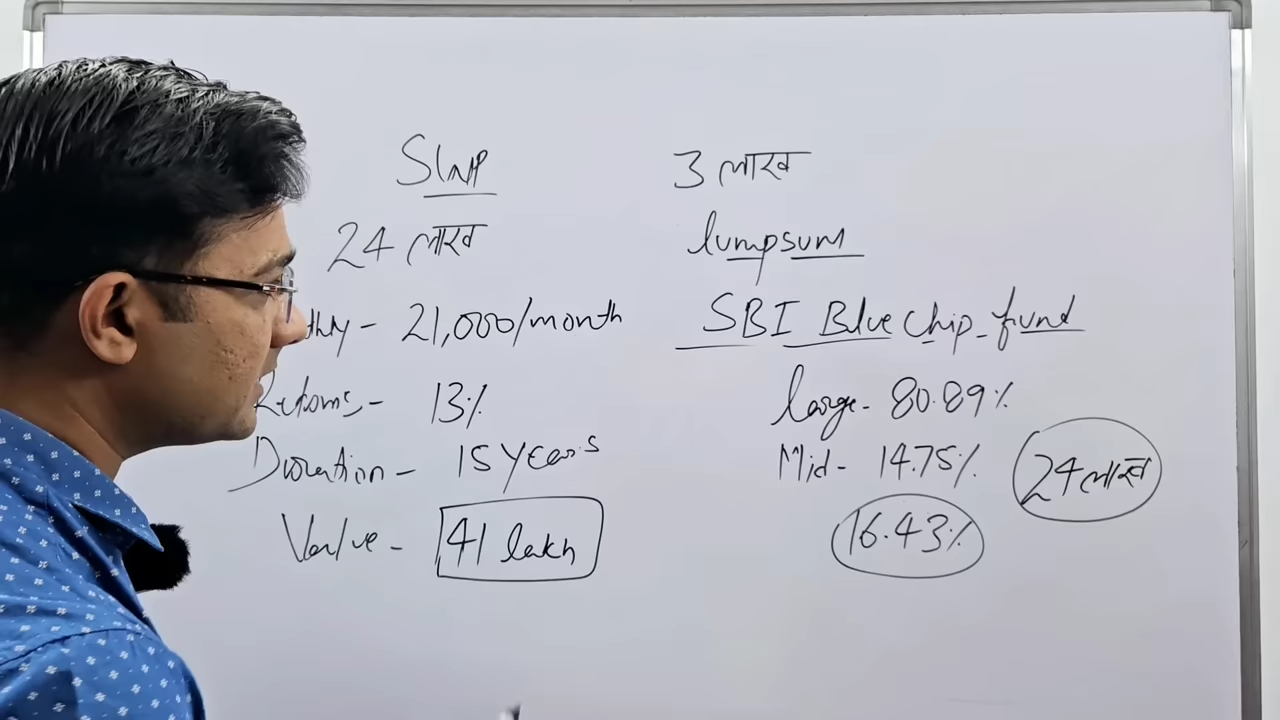 SWP
24 लाख
thly - 21,000/month
Returns - 13%
Duration - 15 Years
Value - 41 lakh
3 लाख
lumpsum
SBI Blue Chip fund
large - 80.89%
Mid - 14.75%
16.43%
24 लाख